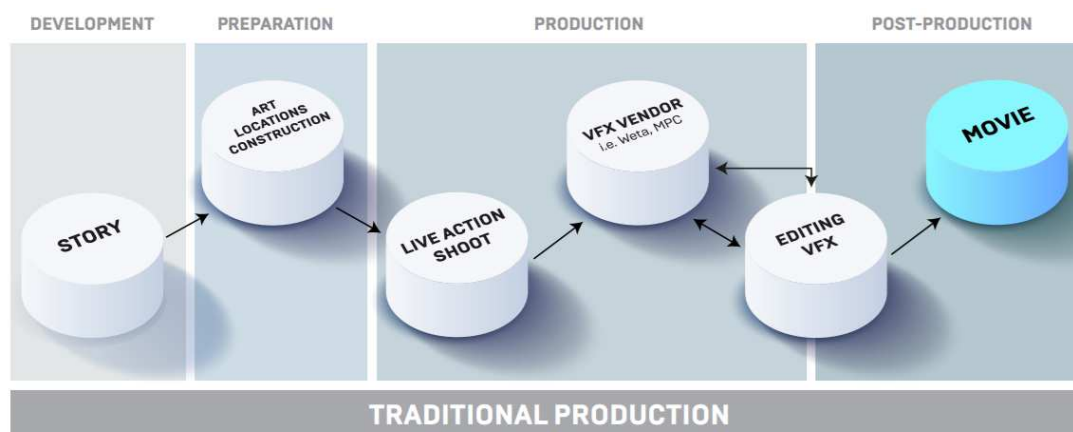 DEVELOPMENT
PREPARATION
PRODUCTION
POST-PRODUCTION
STORY
ART
LOCATIONS
CONSTRUCTION
LIVE ACTION
SHOOT
VFX VENDOR
i.e. Weta, MPC
EDITING
VFX
MOVIE
TRADITIONAL PRODUCTION